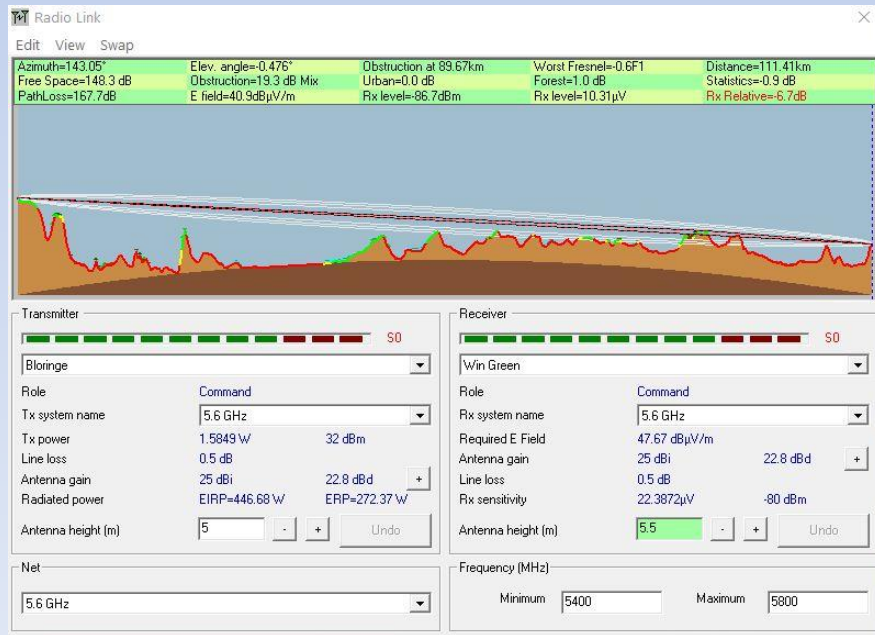 Radio Link
Edit View Swap
Azimuth=143.05° Elev. angle=-0.476° Obstruction at 89.67km Worst Fresnel=-0.6F1 Distance=111.41km
Free Space=148.3 dB Obstruction=19.3 dB Mix Urban=0.0 dB Forest=1.0 dB Statistics=-0.9 dB
PathLoss=167.7dB E field=40.9dBµV/m Rx level=-86.7dBm Rx level=10.31µV Rx Relative=-6.7dB
Transmitter
S0
Bloringe
Role Command
Tx system name 5.6 GHz
Tx power 1.5849 W 32 dBm
Line loss 0.5 dB
Antenna gain 25 dBi 22.8 dBd +
Radiated power EIRP=446.68 W ERP=272.37 W
Antenna height (m) 5 - + Undo
Net
5.6 GHz
Receiver
S0
Win Green
Role Command
Rx system name 5.6 GHz
Required E Field 47.67 dBµV/m
Antenna gain 25 dBi 22.8 dBd +
Line loss 0.5 dB
Rx sensitivity 22.3872µV -80 dBm
Antenna height (m) 5.5 - + Undo
Frequency (MHz)
Minimum 5400 Maximum 5800